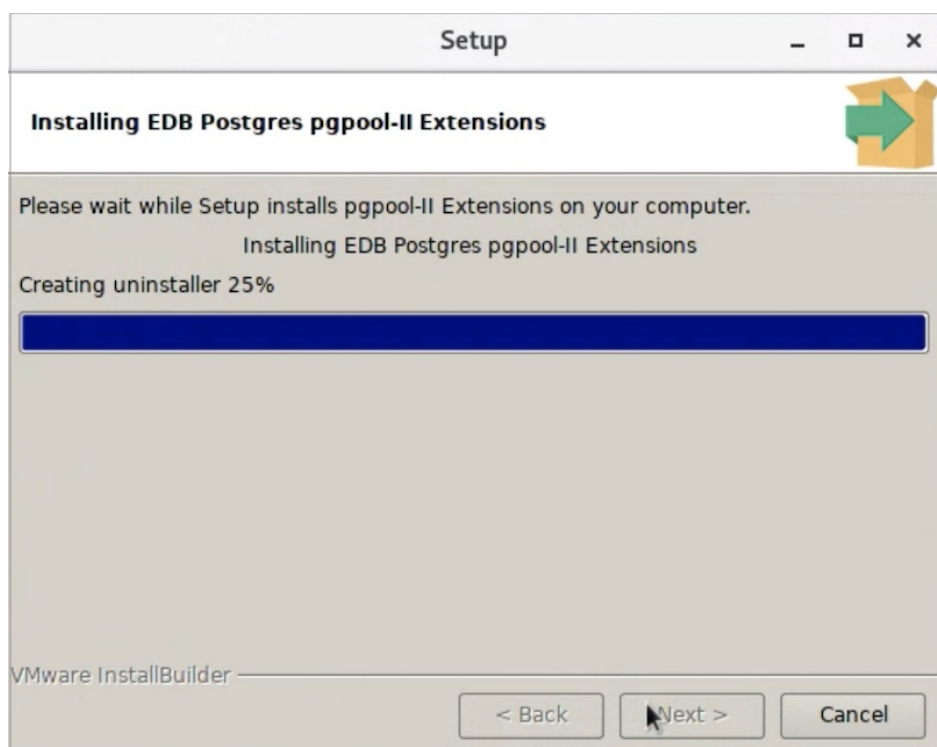 Setup
Installing EDB Postgres pgpool-II Extensions
Please wait while Setup installs pgpool-II Extensions on your computer.
Installing EDB Postgres pgpool-II Extensions
Creating uninstaller 25%
VMware InstallBuilder
< Back
Next >
Cancel